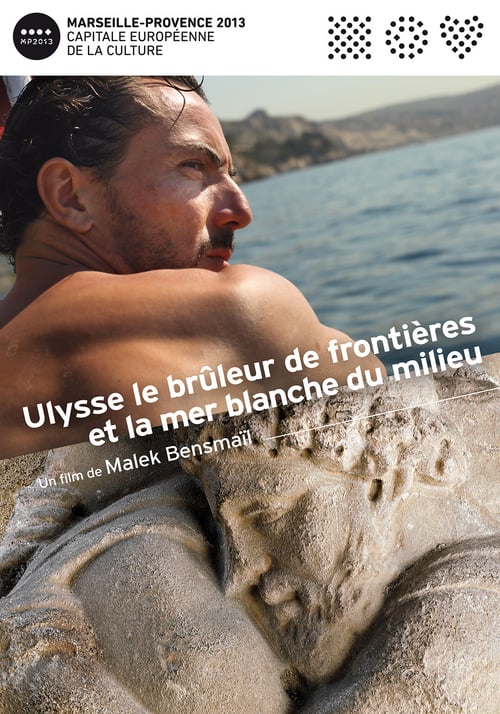 MARSEILLE-PROVENCE 2013
CAPITALE EUROPÉENNE
DE LA CULTURE
MP2013
Ulysse le brûleur de frontières
et la mer blanche du milieu
Un film de Malek Bensmaïl